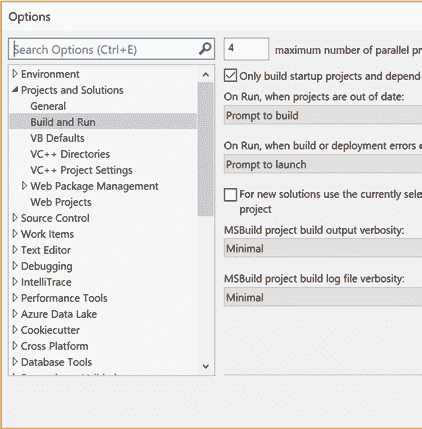 Options
Search Options (Ctrl+E)
Environment
Projects and Solutions
General
Build and Run
VB Defaults
VC++ Directories
VC++ Project Settings
Web Package Management
Web Projects
Source Control
Work Items
Text Editor
Debugging
IntelliTrace
Performance Tools
Azure Data Lake
Cookiecutter
Cross Platform
Database Tools
4 maximum number of parallel pr
Only build startup projects and depend
On Run, when projects are out of date:
Prompt to build
On Run, when build or deployment errors
Prompt to launch
For new solutions use the currently sele
project
MSBuild project build output verbosity:
Minimal
MSBuild project build log file verbosity:
Minimal